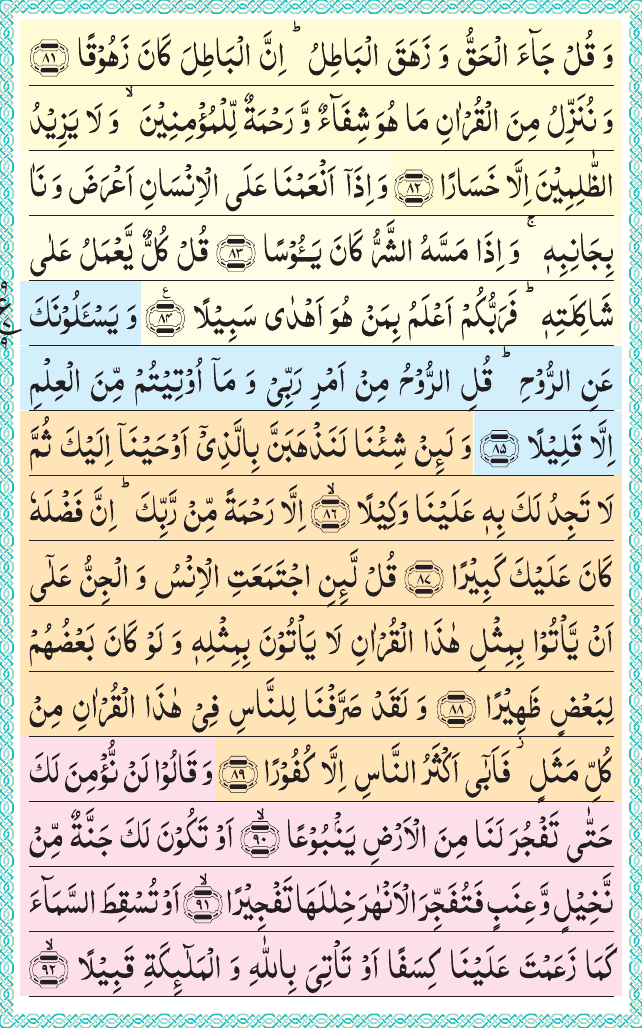 وَ قُلۡ جَآءَ الۡحَقُّ وَ زَهَقَ الۡبَاطِلُ ؕ اِنَّ الۡبَاطِلَ كَانَ زَهُوۡقًا ﴿۸۱﴾
وَ نُنَزِّلُ مِنَ الۡقُرۡاٰنِ مَا هُوَ شِفَآءٌ وَّ رَحۡمَةٌ لِّلۡمُؤۡمِنِيۡنَ ۙ وَ لَا يَزِيۡدُ
الظّٰلِمِيۡنَ اِلَّا خَسَارًا ﴿۸۲﴾ وَ اِذَاۤ اَنۡعَمۡنَا عَلَى الۡاِنۡسَانِ اَعۡرَضَ وَ نَاٰ
بِجَانِبِهٖ ۚ وَ اِذَا مَسَّهُ الشَّرُّ كَانَ يَـُٔوۡسًا ﴿۸۳﴾ قُلۡ كُلٌّ يَّعۡمَلُ عَلٰى
شَاكِلَتِهٖ ؕ فَرَبُّكُمۡ اَعۡلَمُ بِمَنۡ هُوَ اَهۡدٰى سَبِيۡلًا ﴿۸۴﴾ وَ يَسۡـَٔلُوۡنَكَ
عَنِ الرُّوۡحِ ؕ قُلِ الرُّوۡحُ مِنۡ اَمۡرِ رَبِّىۡ وَ مَاۤ اُوۡتِيۡتُمۡ مِّنَ الۡعِلۡمِ
اِلَّا قَلِيۡلًا ﴿۸۵﴾ وَ لَئِنۡ شِئۡنَا لَنَذۡهَبَنَّ بِالَّذِىۡۤ اَوۡحَيۡنَاۤ اِلَيۡكَ ثُمَّ
لَا تَجِدُ لَكَ بِهٖ عَلَيۡنَا وَكِيۡلًا ﴿ۙ۸۶﴾ اِلَّا رَحۡمَةً مِّنۡ رَّبِّكَ ؕ اِنَّ فَضۡلَهٗ
كَانَ عَلَيۡكَ كَبِيۡرًا ﴿۸۷﴾ قُلۡ لَّئِنِ اجۡتَمَعَتِ الۡاِنۡسُ وَ الۡجِنُّ عَلٰٓى
اَنۡ يَّاۡتُوۡا بِمِثۡلِ هٰذَا الۡقُرۡاٰنِ لَا يَاۡتُوۡنَ بِمِثۡلِهٖ وَ لَوۡ كَانَ بَعۡضُهُمۡ
لِبَعۡضٍ ظَهِيۡرًا ﴿۸۸﴾ وَ لَقَدۡ صَرَّفۡنَا لِلنَّاسِ فِىۡ هٰذَا الۡقُرۡاٰنِ مِنۡ
كُلِّ مَثَلٍ ۫ فَاَبٰٓى اَكۡثَرُ النَّاسِ اِلَّا كُفُوۡرًا ﴿۸۹﴾ وَ قَالُوۡا لَنۡ نُّؤۡمِنَ لَكَ
حَتّٰى تَفۡجُرَ لَنَا مِنَ الۡاَرۡضِ يَنۡۢبُوۡعًا ﴿ۙ۹۰﴾ اَوۡ تَكُوۡنَ لَكَ جَنَّةٌ مِّنۡ
نَّخِيۡلٍ وَّ عِنَبٍ فَتُفَجِّرَ الۡاَنۡهٰرَ خِلٰلَهَا تَفۡجِيۡرًا ﴿ۙ۹۱﴾ اَوۡ تُسۡقِطَ السَّمَآءَ
كَمَا زَعَمۡتَ عَلَيۡنَا كِسَفًا اَوۡ تَاۡتِىَ بِاللّٰهِ وَ الۡمَلٰٓئِكَةِ قَبِيۡلًا ﴿ۙ۹۲﴾